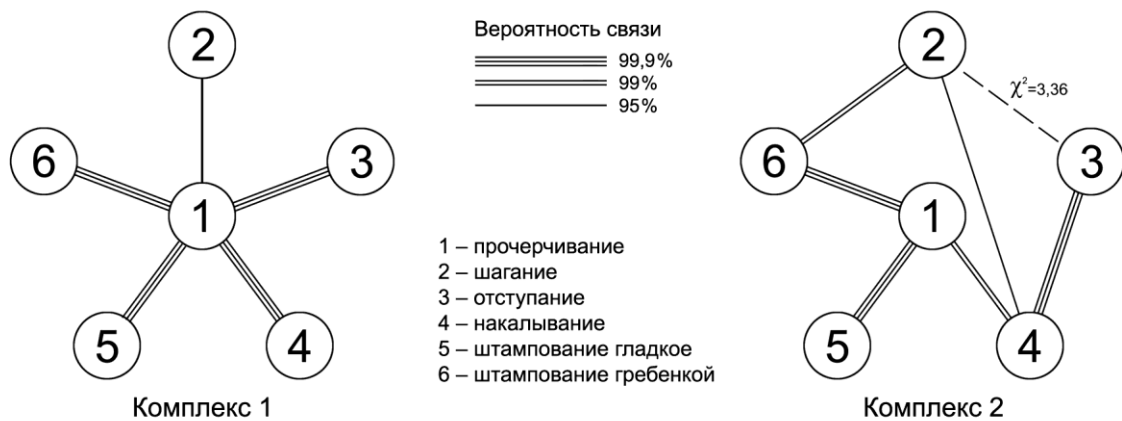 2
6
3
1
5
4
Комплекс 1
Вероятность связи
99,9%
99%
95%
1 – прочерчивание
2 – шагание
3 – отступание
4 – накалывание
5 – штампование гладкое
6 – штампование гребенкой
2
χ²=3,36
6
3
1
5
4
Комплекс 2